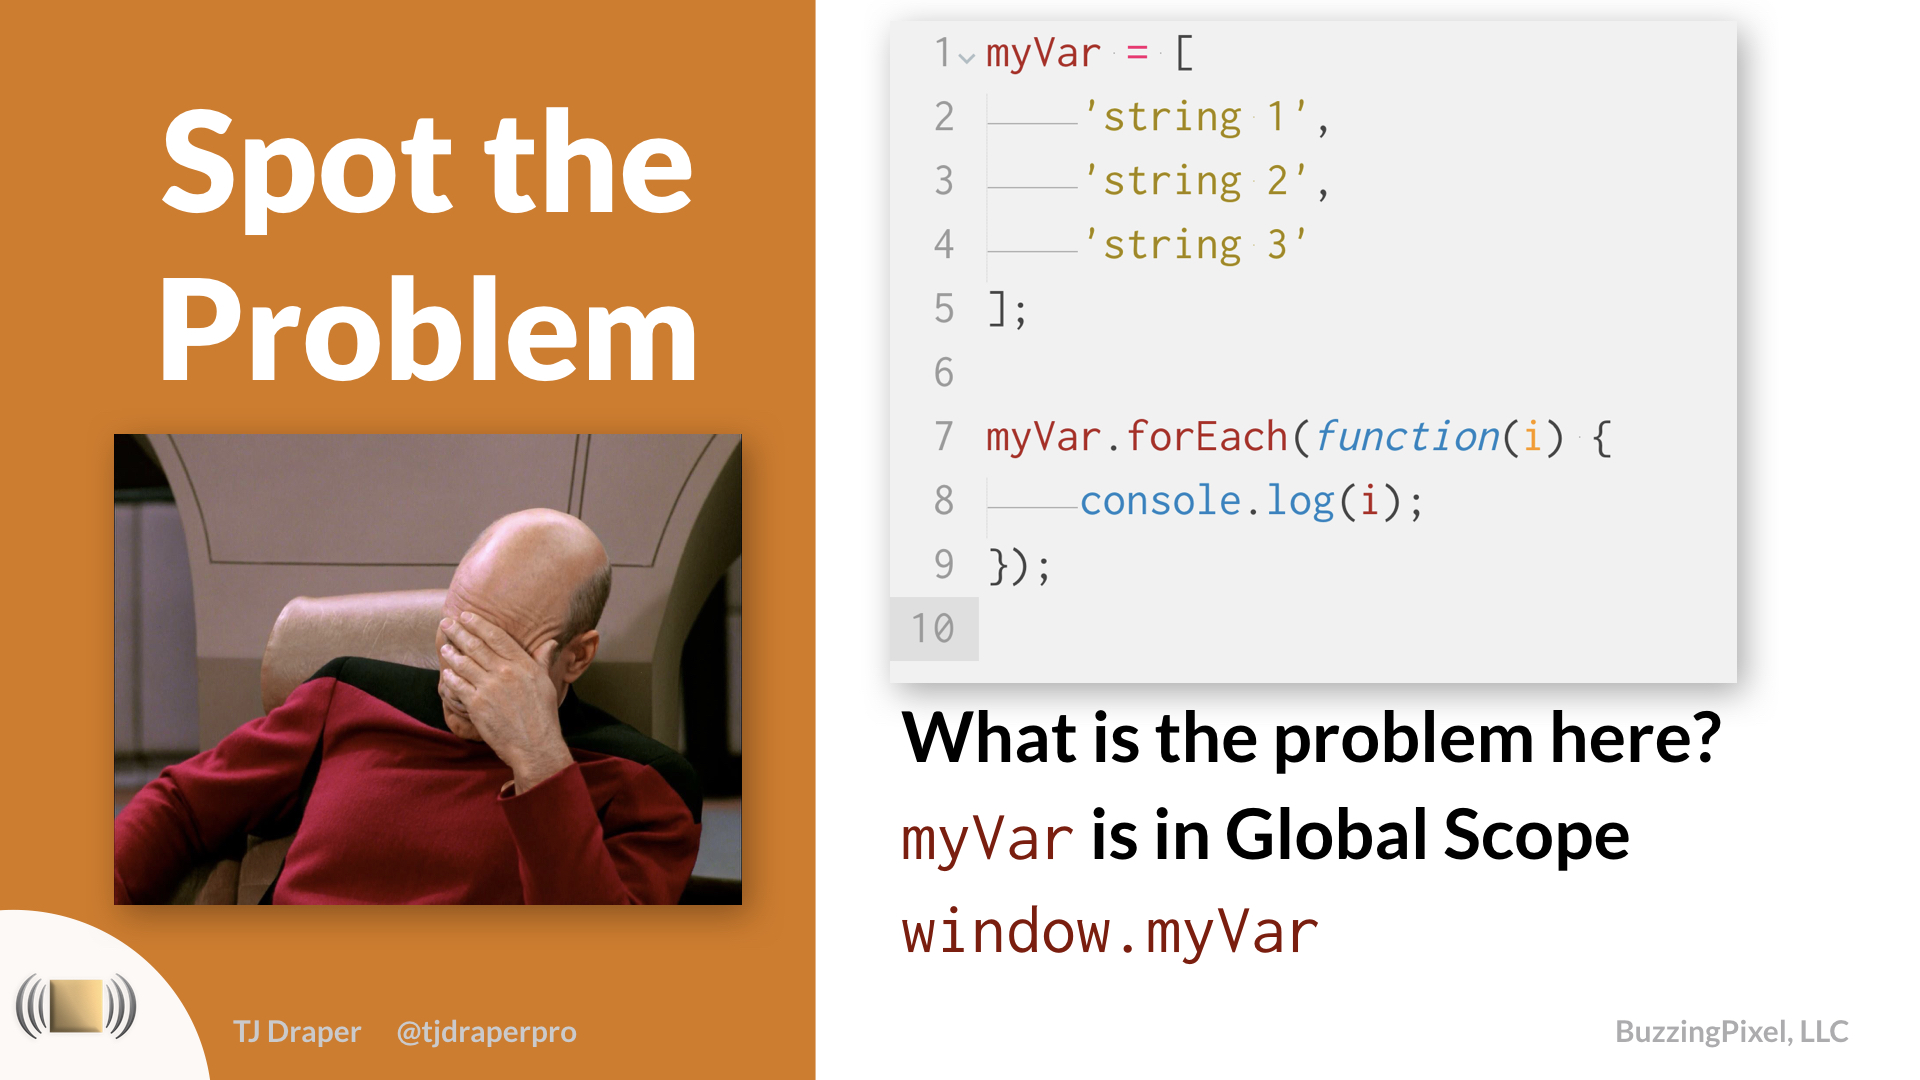 Spot the
Problem
1 myVar = [
2 'string 1',
3 'string 2',
4 'string 3'
5 ];
6
7 myVar.forEach(function(i) {
8 console.log(i);
9 });
10
What is the problem here?
myVar is in Global Scope
window.myVar
TJ Draper @tjdraperpro
BuzzingPixel, LLC